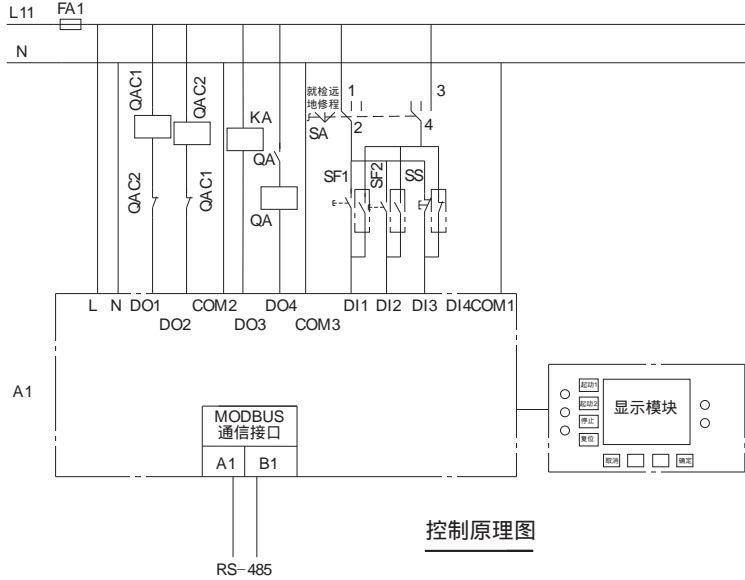 L11 FA1
N
QAC1
QAC2
KA
QA
QA
QAC2
QAC1
就检远
地修程
SA
1
2
3
4
SF1
SF2
SS
L N DO1 COM2 DO4 DI1 DI2 DI3 DI4COM1
DO2 DO3 COM3
A1
MODBUS
通信接口
A1 B1
RS-485
起动1
起动2
停止
复位
显示模块
取消
确定
控制原理图